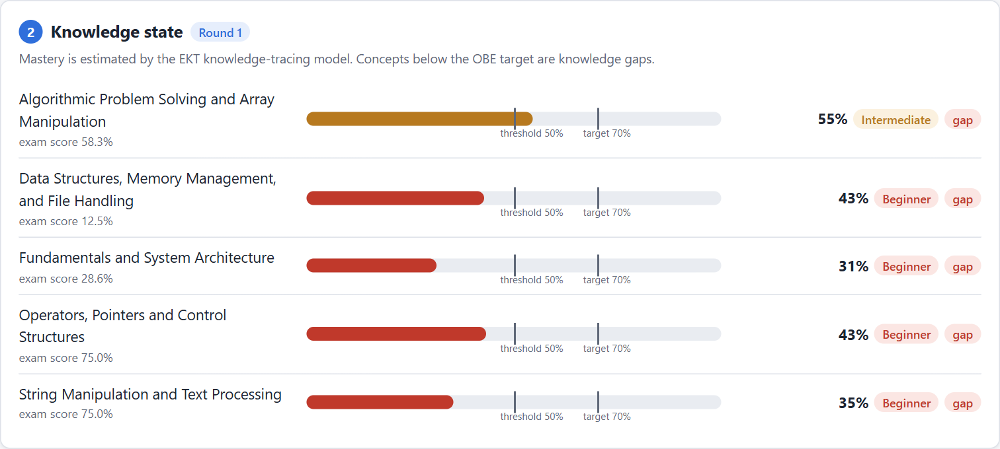 2 Knowledge state Round 1
Mastery is estimated by the EKT knowledge-tracing model. Concepts below the OBE target are knowledge gaps.
Algorithmic Problem Solving and Array
Manipulation
exam score 58.3%
threshold 50% target 70%
55% Intermediate gap
Data Structures, Memory Management,
and File Handling
exam score 12.5%
threshold 50% target 70%
43% Beginner gap
Fundamentals and System Architecture
exam score 28.6%
threshold 50% target 70%
31% Beginner gap
Operators, Pointers and Control
Structures
exam score 75.0%
threshold 50% target 70%
43% Beginner gap
String Manipulation and Text Processing
exam score 75.0%
threshold 50% target 70%
35% Beginner gap